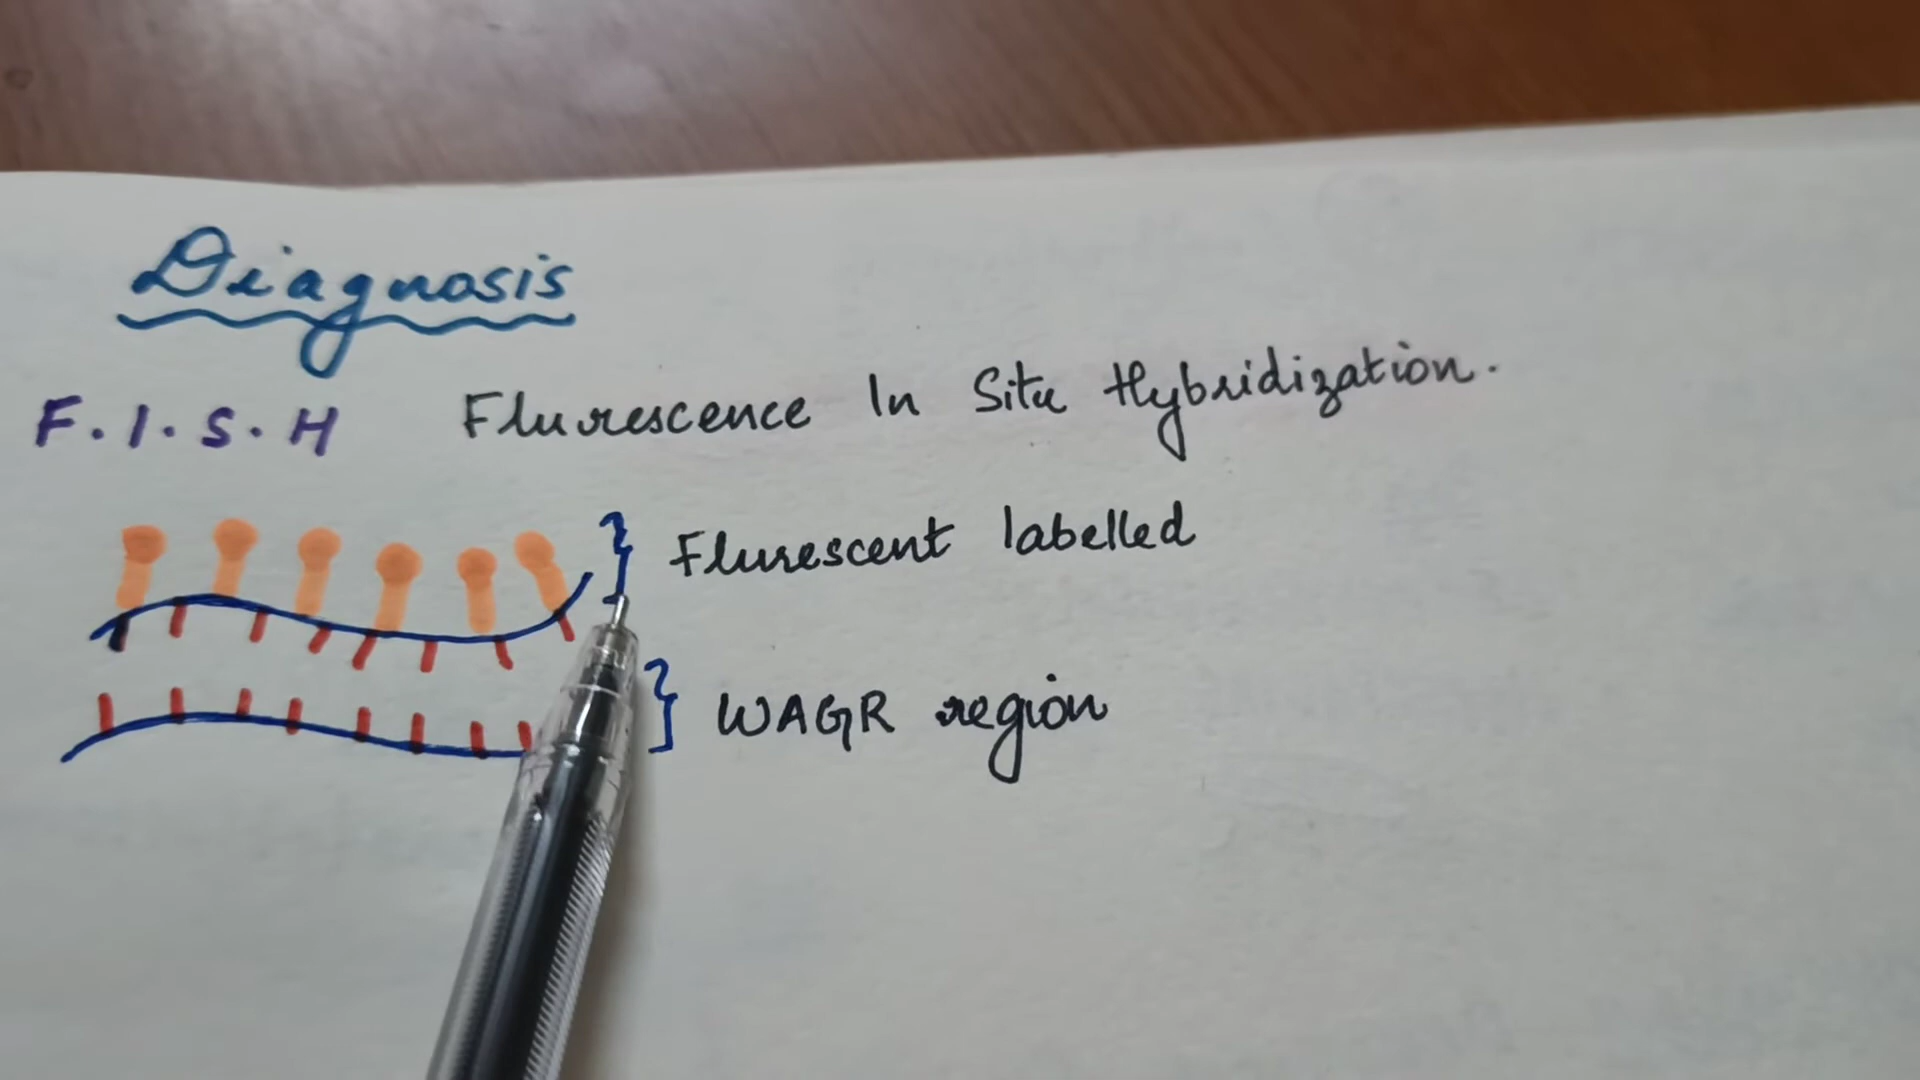 Diagnosis
F.I.S.H Flurescence In Situ Hybridization.
Flurescent labelled
WAGR region